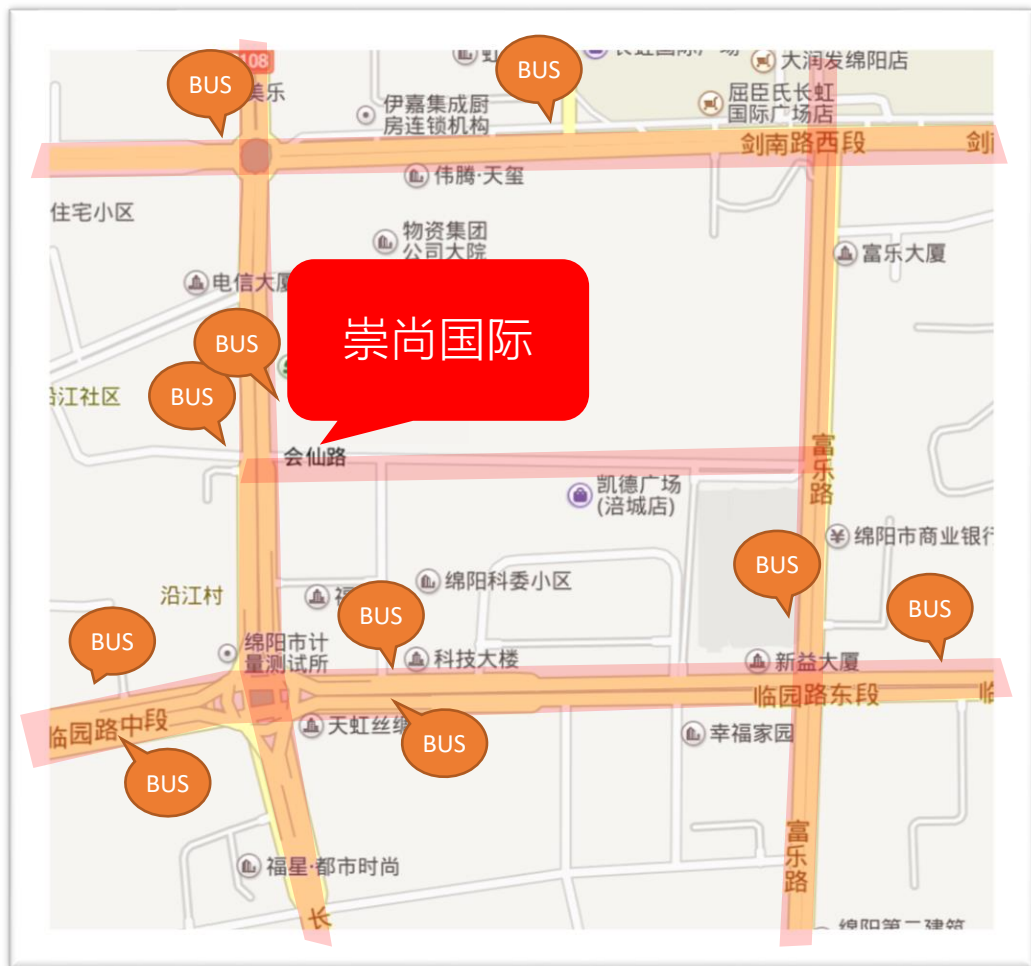 108
BUS
BUS
大润发绵阳店
美乐
伊嘉集成厨
房连锁机构
屈臣氏长虹
国际广场店
剑南路西段
伟腾·天玺
住宅小区
物资集团
公司大院
富乐大厦
电信大厦
崇尚国际
BUS
BUS
江社区
会仙路
富乐路
凯德广场
(涪城店)
绵阳市商业银行
BUS
绵阳科委小区
沿江村
BUS
BUS
BUS
绵阳市计
量测试所
科技大楼
新益大厦
临园路中段
临园路东段
天虹丝绸
BUS
幸福家园
BUS
富乐路
福星·都市时尚
长
绵阳第二建筑